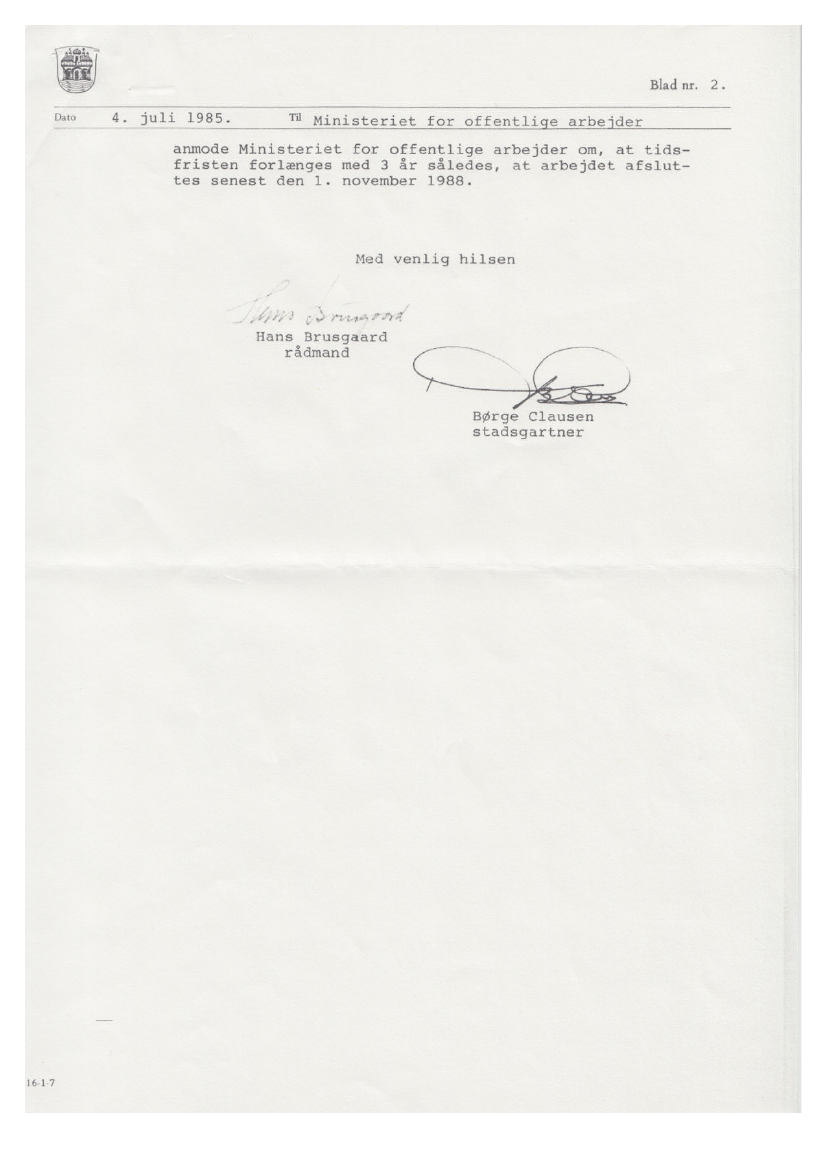 Blad nr. 2.
Dato 4. juli 1985. Til Ministeriet for offentlige arbejder
anmode Ministeriet for offentlige arbejder om, at tids-
fristen forlænges med 3 år således, at arbejdet afslut-
tes senest den 1. november 1988.
Med venlig hilsen
Hans Brusgaard
Hans Brusgaard
rådmand
Børge Clausen
stadsgartner
16-1-7